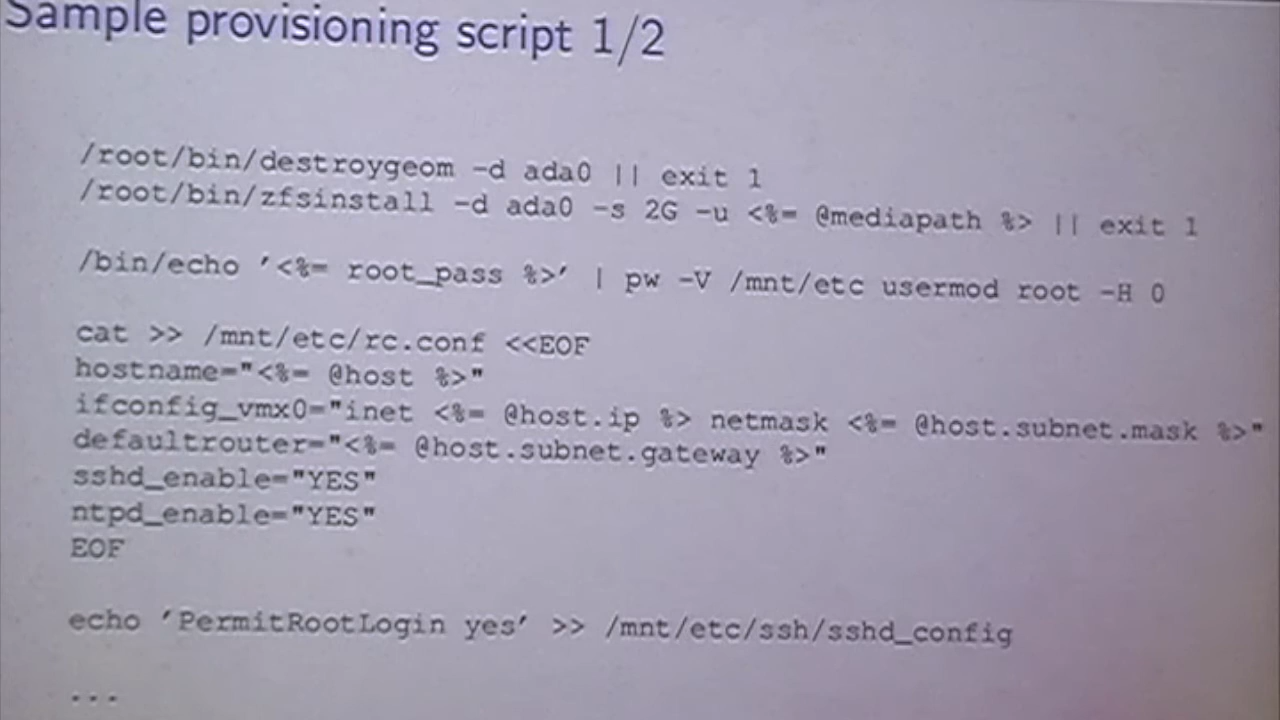 Sample provisioning script 1/2
/root/bin/destroygeom -d ada0 || exit 1
/root/bin/zfsinstall -d ada0 -s 2G -u <%= @mediapath %> || exit 1
/bin/echo '<%= root_pass %>' | pw -V /mnt/etc usermod root -H 0
cat >> /mnt/etc/rc.conf <<EOF
hostname="<%= @host %>"
ifconfig_vmx0="inet <%= @host.ip %> netmask <%= @host.subnet.mask %>"
defaultrouter="<%= @host.subnet.gateway %>"
sshd_enable="YES"
ntpd_enable="YES"
EOF
echo 'PermitRootLogin yes' >> /mnt/etc/ssh/sshd_config
...